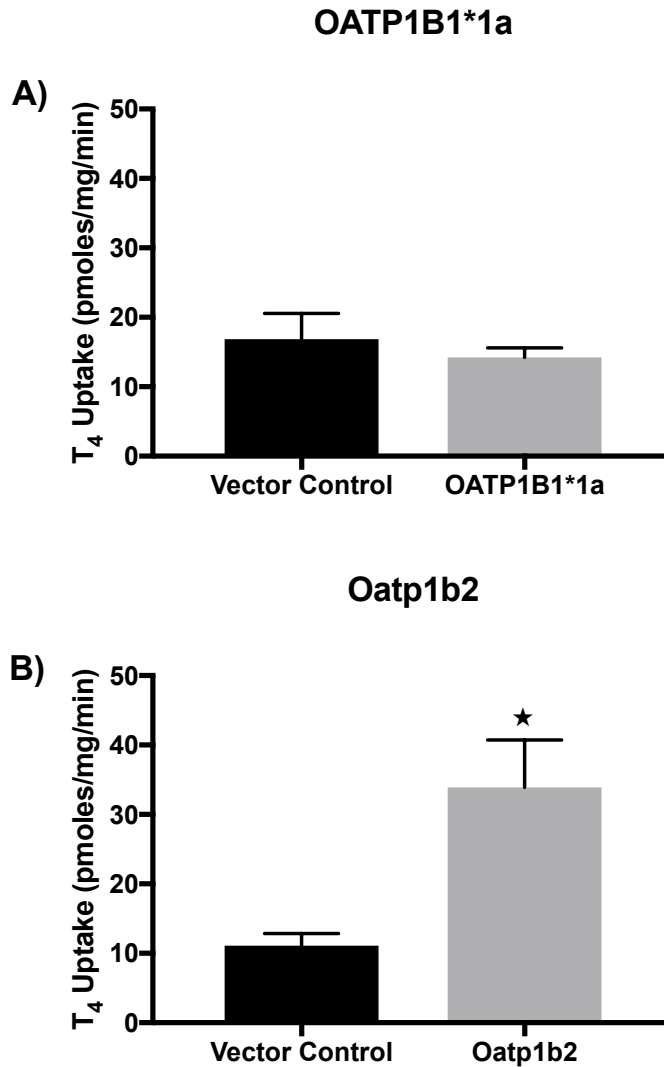 OATP1B1*1a
A)
T4 Uptake (pmoles/mg/min)
50
40
30
20
10
0
Vector Control
OATP1B1*1a
Oatp1b2
B)
T4 Uptake (pmoles/mg/min)
50
40
30
20
10
0
★
Vector Control
Oatp1b2